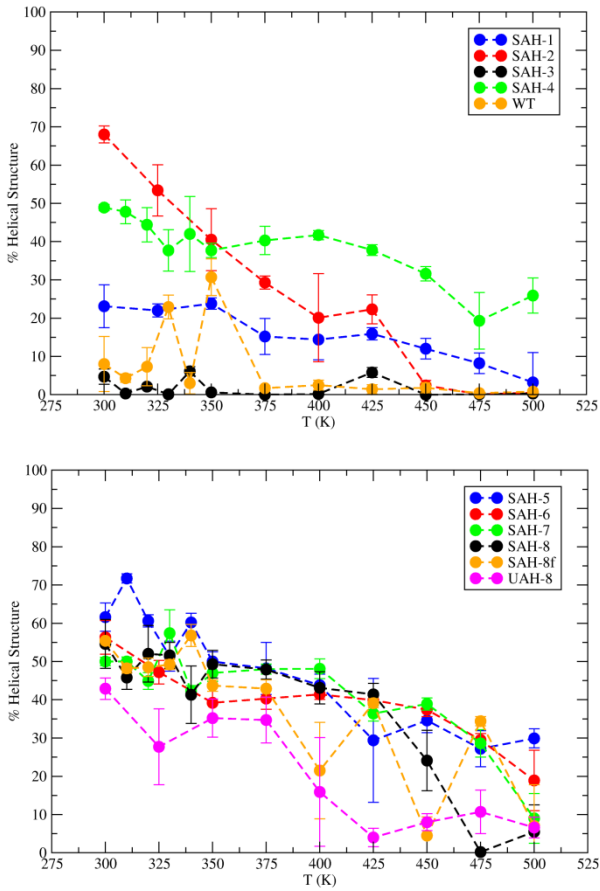 100
90
80
70
60
50
40
30
20
10
0
% Helical Structure
SAH-1
SAH-2
SAH-3
SAH-4
WT
275 300 325 350 375 400 425 450 475 500 525
T (K)
100
90
80
70
60
50
40
30
20
10
0
% Helical Structure
SAH-5
SAH-6
SAH-7
SAH-8
SAH-8f
UAH-8
275 300 325 350 375 400 425 450 475 500 525
T (K)